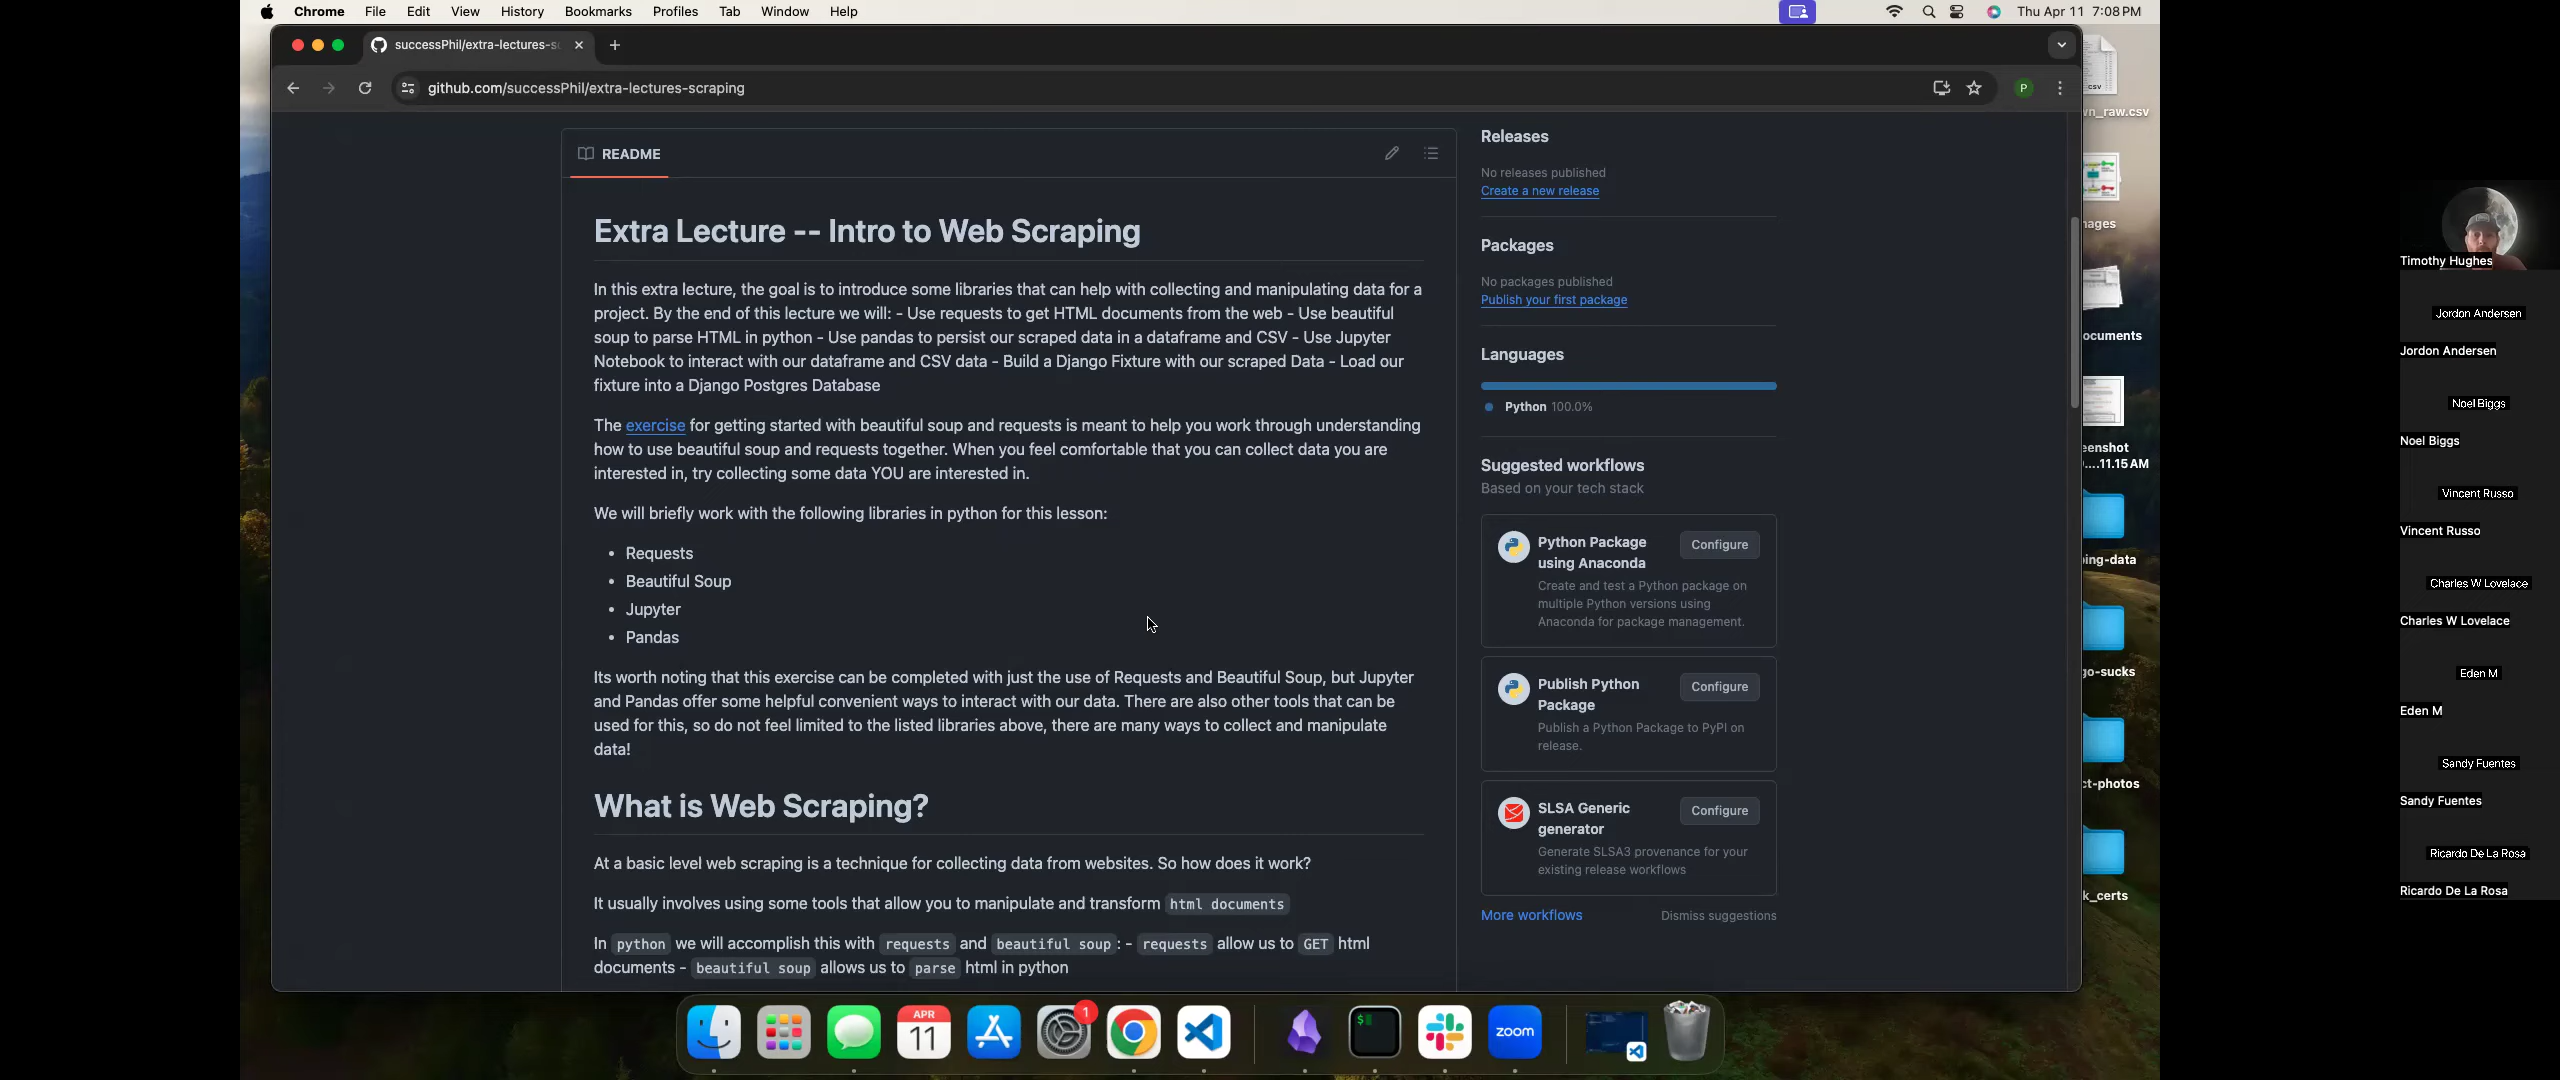 Chrome File Edit View History Bookmarks Profiles Tab Window Help Thu Apr 11 7:08 PM
successPhil/extra-lectures-s
github.com/successPhil/extra-lectures-scraping
P
README
Extra Lecture -- Intro to Web Scraping
In this extra lecture, the goal is to introduce some libraries that can help with collecting and manipulating data for a
project. By the end of this lecture we will: - Use requests to get HTML documents from the web - Use beautiful
soup to parse HTML in python - Use pandas to persist our scraped data in a dataframe and CSV - Use Jupyter
Notebook to interact with our dataframe and CSV data - Build a Django Fixture with our scraped Data - Load our
fixture into a Django Postgres Database
The exercise for getting started with beautiful soup and requests is meant to help you work through understanding
how to use beautiful soup and requests together. When you feel comfortable that you can collect data you are
interested in, try collecting some data YOU are interested in.
We will briefly work with the following libraries in python for this lesson:
• Requests
• Beautiful Soup
• Jupyter
• Pandas
Its worth noting that this exercise can be completed with just the use of Requests and Beautiful Soup, but Jupyter
and Pandas offer some helpful convenient ways to interact with our data. There are also other tools that can be
used for this, so do not feel limited to the listed libraries above, there are many ways to collect and manipulate
data!
What is Web Scraping?
At a basic level web scraping is a technique for collecting data from websites. So how does it work?
It usually involves using some tools that allow you to manipulate and transform html documents
In python we will accomplish this with requests and beautiful soup : - requests allow us to GET html
documents - beautiful soup allows us to parse html in python
Releases
No releases published
Create a new release
Packages
No packages published
Publish your first package
Languages
Python 100.0%
Suggested workflows
Based on your tech stack
Python Package
using Anaconda
Configure
Create and test a Python package on
multiple Python versions using
Anaconda for package management.
Publish Python
Package
Configure
Publish a Python Package to PyPI on
release.
SLSA Generic
generator
Configure
Generate SLSA3 provenance for your
existing release workflows
More workflows Dismiss suggestions
csv
wn_raw.csv
nages
ocuments
eenshot
....11.15 AM
ing-data
go-sucks
ct-photos
k_certs
APR
11
1
$
zoom
Timothy Hughes
Jordon Andersen
Jordon Andersen
Noel Biggs
Noel Biggs
Vincent Russo
Vincent Russo
Charles W Lovelace
Charles W Lovelace
Eden M
Eden M
Sandy Fuentes
Sandy Fuentes
Ricardo De La Rosa
Ricardo De La Rosa